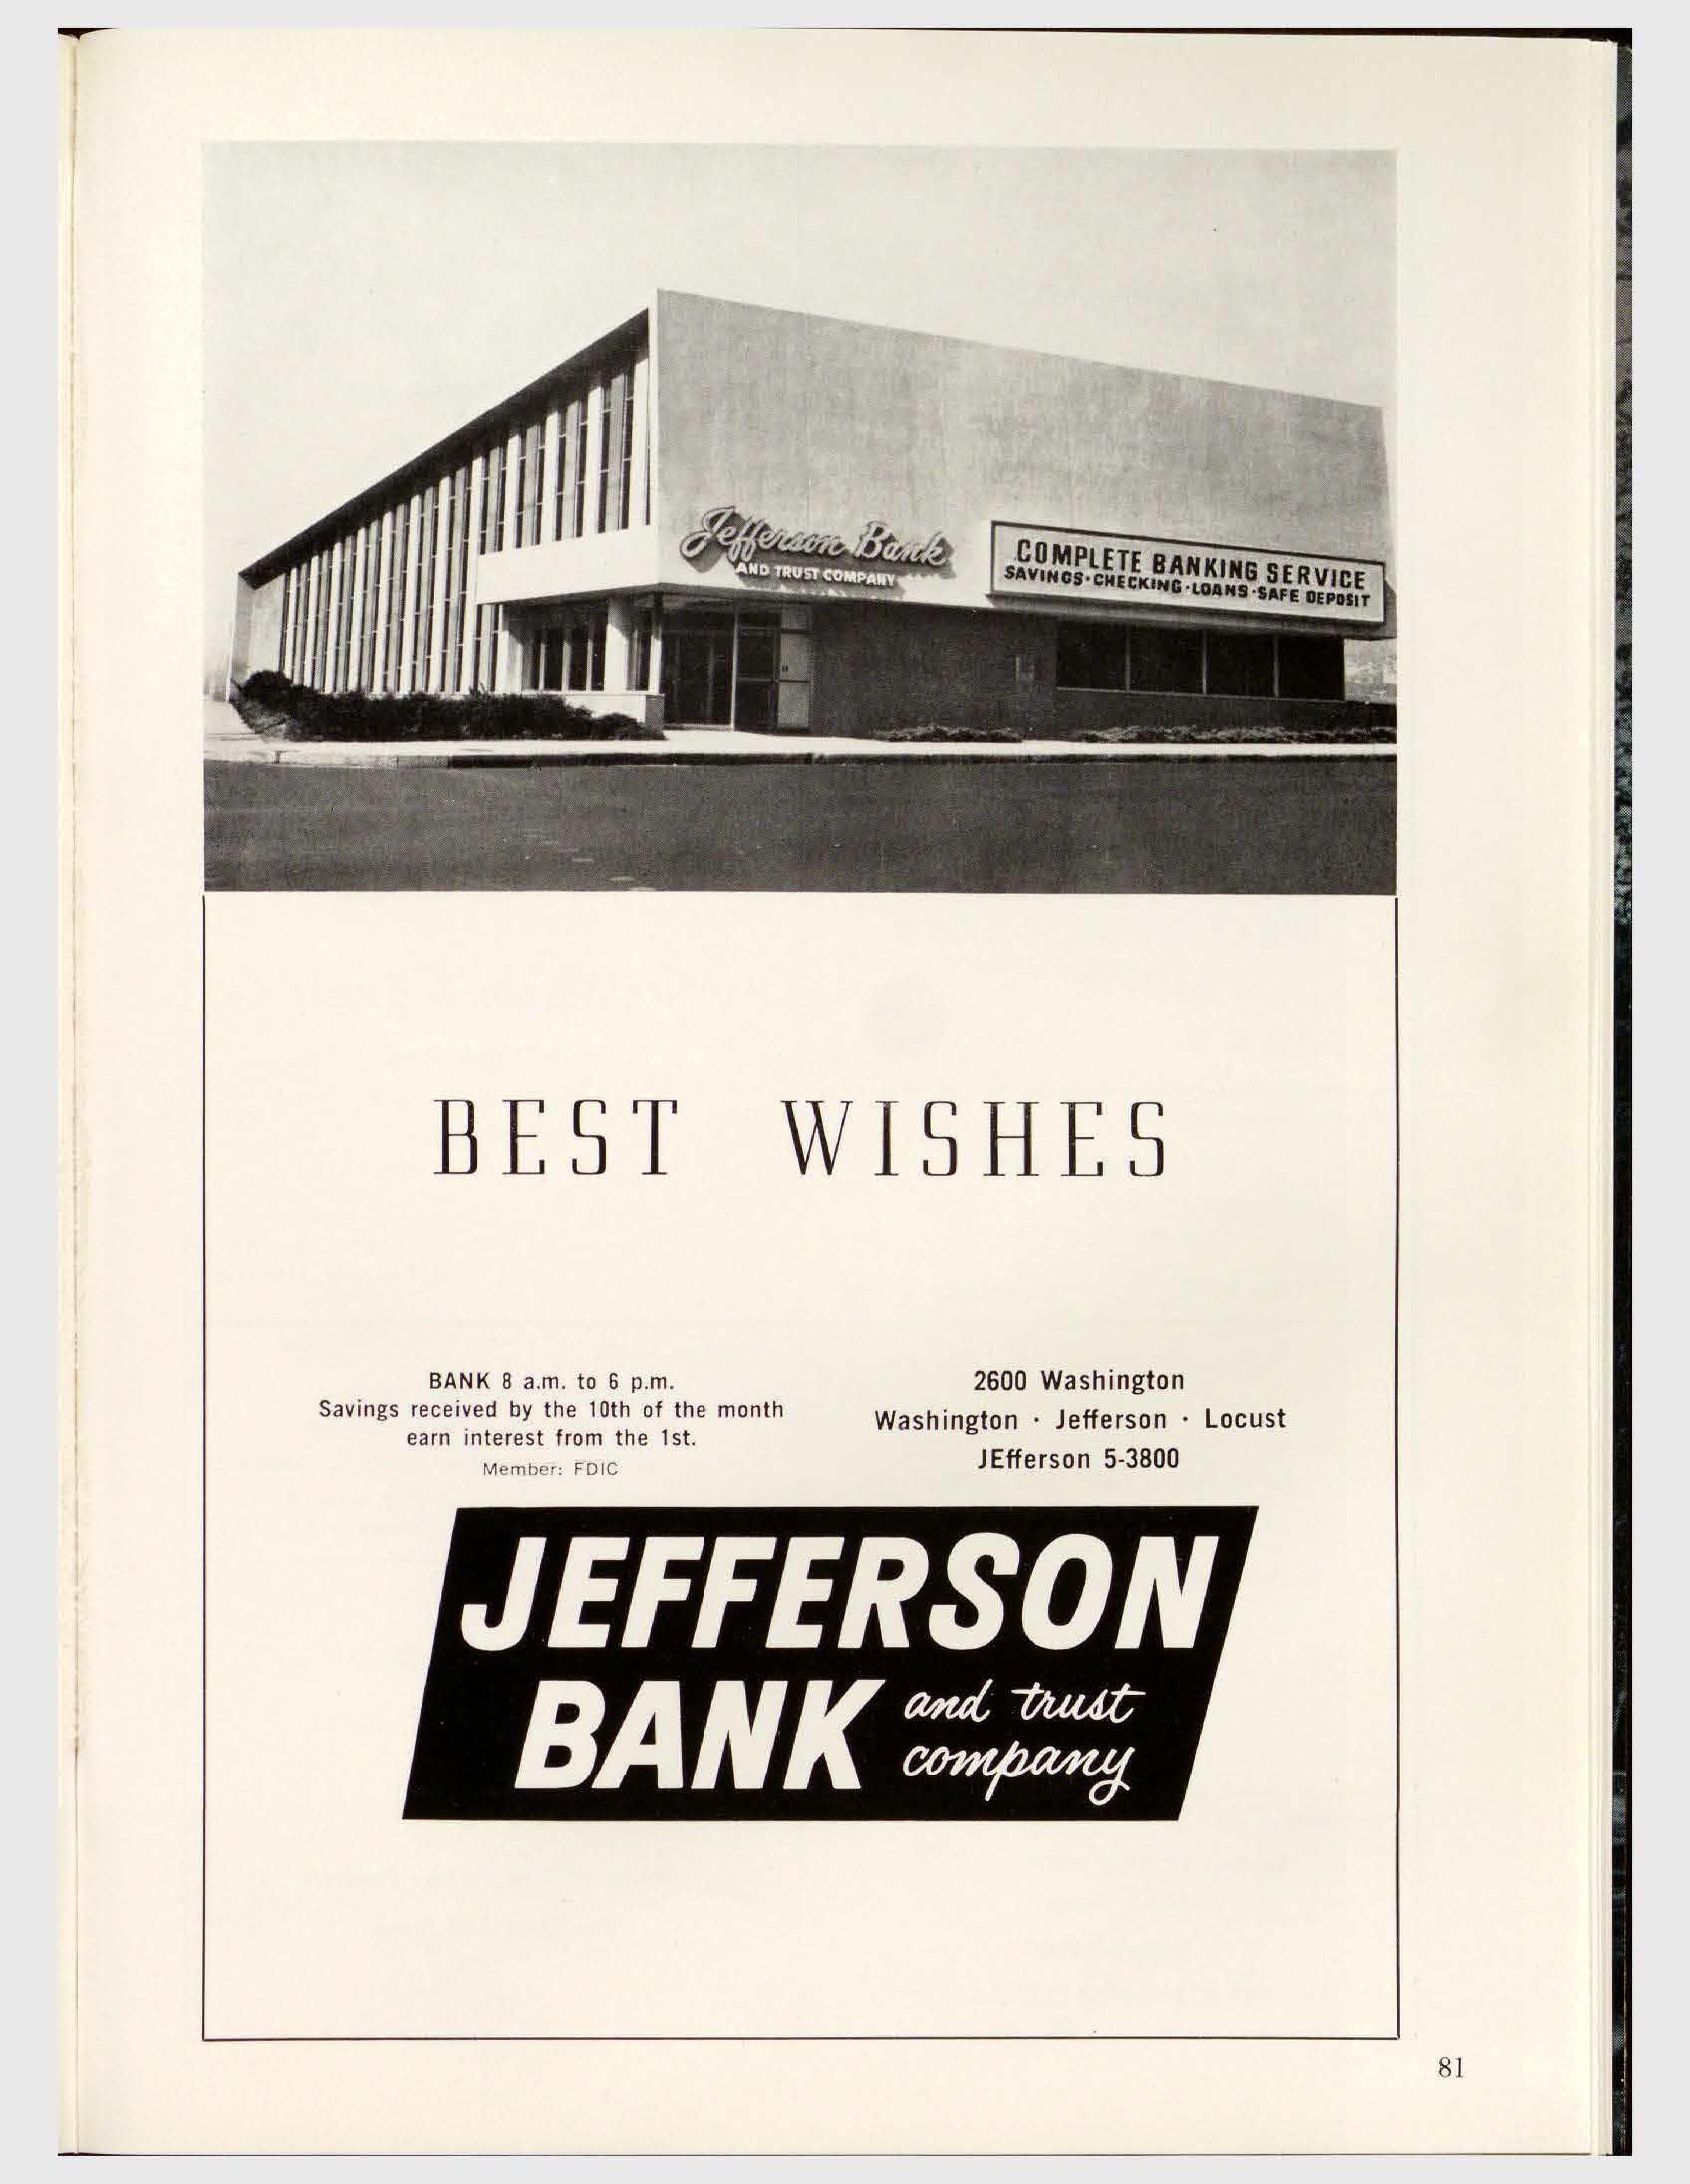 Jefferson Bank
AND TRUST COMPANY
COMPLETE BANKING SERVICE
SAVINGS·CHECKING·LOANS·SAFE DEPOSIT
BEST WISHES
BANK 8 a.m. to 6 p.m.
Savings received by the 10th of the month
earn interest from the 1st.
Member: FDIC
2600 Washington
Washington · Jefferson · Locust
JEfferson 5-3800
JEFFERSON
BANK and trust
company
81